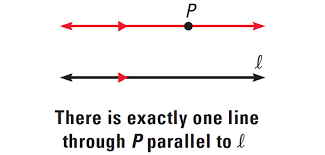 P
ℓ
There is exactly one line
through P parallel to ℓ